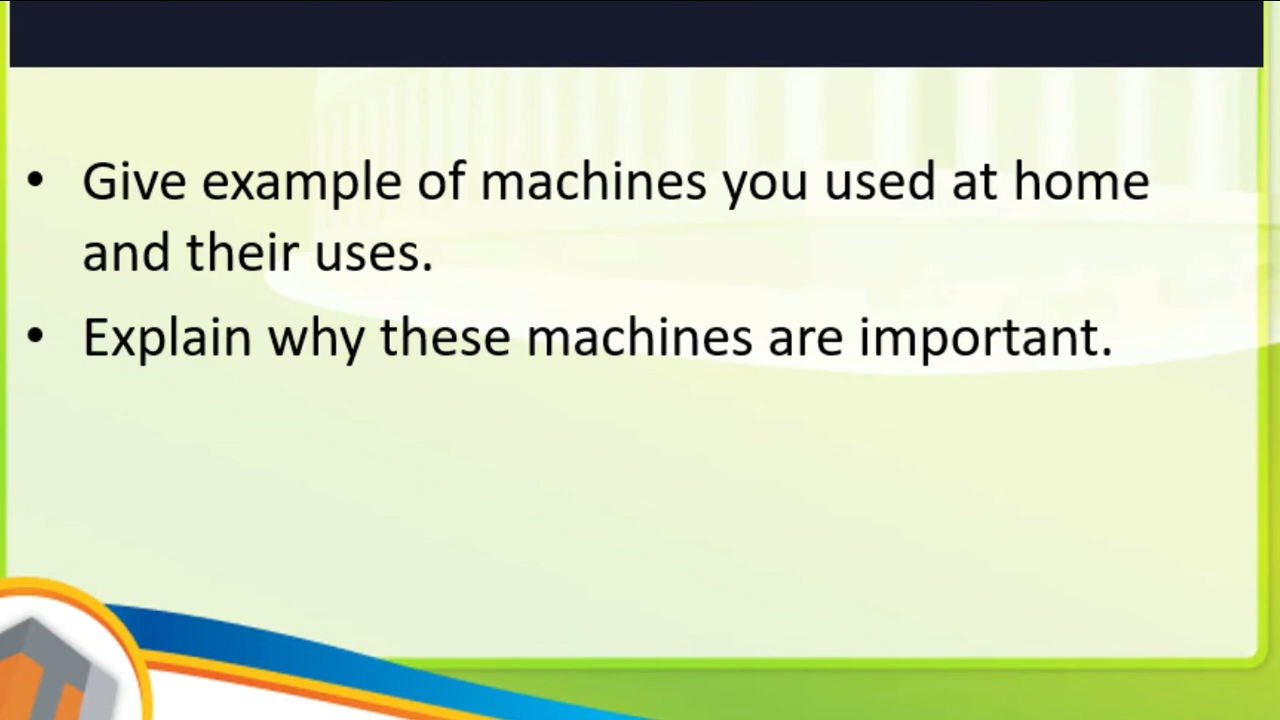 • Give example of machines you used at home
and their uses.
• Explain why these machines are important.